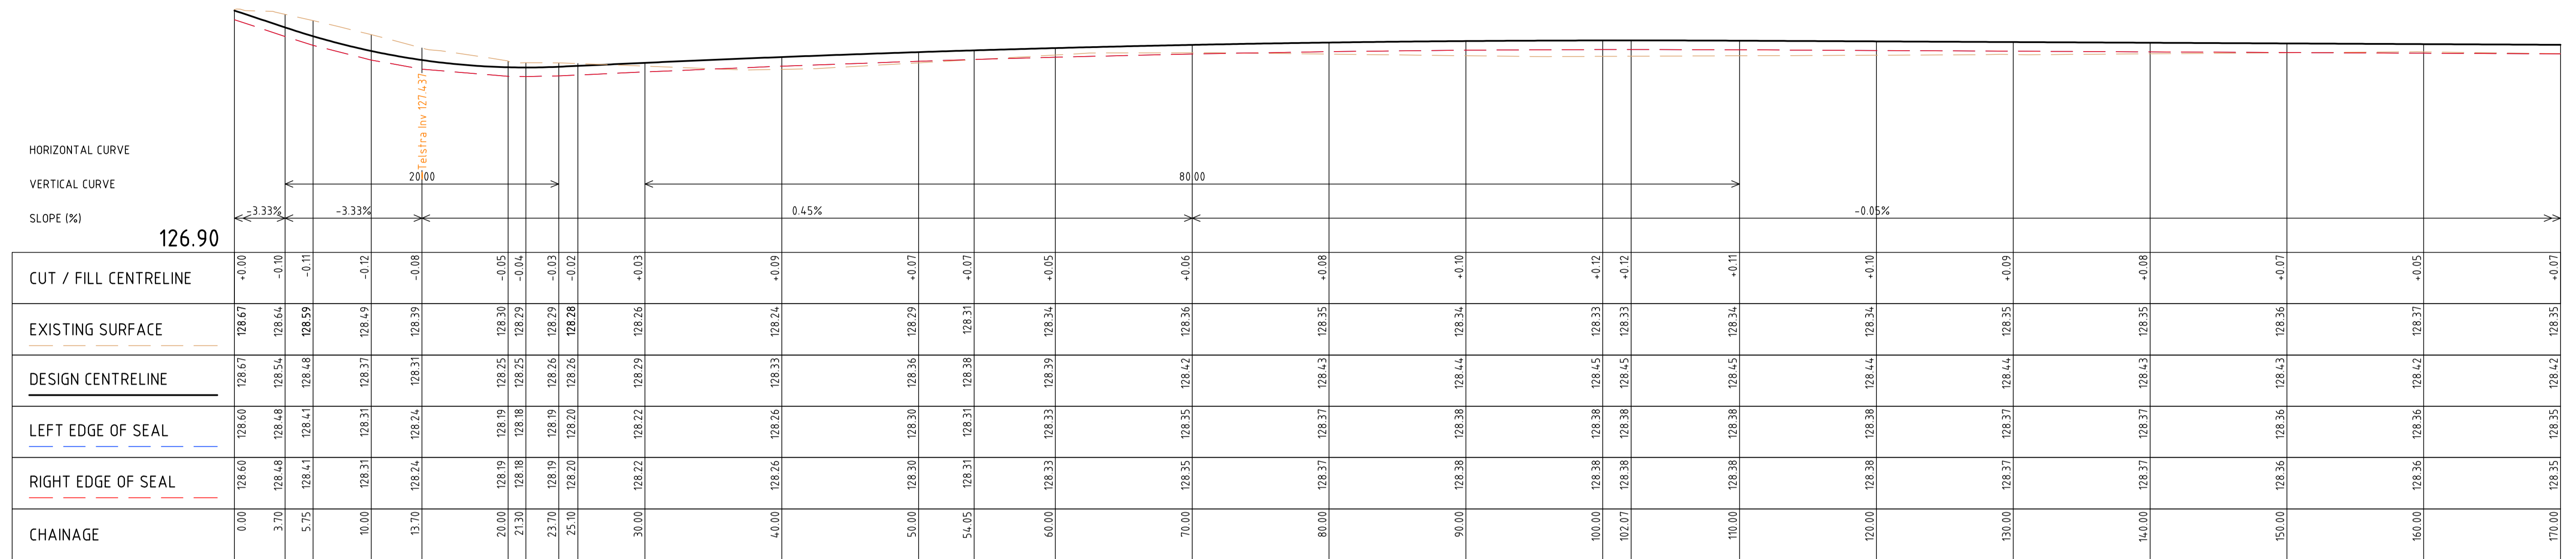 Telstra Inv 127.437
HORIZONTAL CURVE
VERTICAL CURVE 20.00 80.00
SLOPE (%) -3.33% -3.33% 0.45% -0.05%
126.90
CUT / FILL CENTRELINE +0.00 -0.10 -0.11 -0.12 -0.08 -0.05 -0.04 -0.03 -0.02 +0.03 +0.09 +0.07 +0.07 +0.05 +0.06 +0.08 +0.10 +0.12 +0.12 +0.11 +0.10 +0.09 +0.08 +0.07 +0.05 +0.07
EXISTING SURFACE 128.67 128.64 128.59 128.49 128.39 128.30 128.29 128.29 128.28 128.26 128.24 128.29 128.31 128.34 128.36 128.35 128.34 128.33 128.33 128.34 128.34 128.35 128.35 128.36 128.37 128.35
DESIGN CENTRELINE 128.67 128.54 128.48 128.37 128.31 128.25 128.25 128.26 128.26 128.29 128.33 128.36 128.38 128.39 128.42 128.43 128.44 128.45 128.45 128.45 128.44 128.44 128.43 128.43 128.42 128.42
LEFT EDGE OF SEAL 128.60 128.48 128.41 128.31 128.24 128.19 128.18 128.19 128.20 128.22 128.26 128.30 128.31 128.33 128.35 128.37 128.38 128.38 128.38 128.38 128.38 128.37 128.37 128.36 128.36 128.35
RIGHT EDGE OF SEAL 128.60 128.48 128.41 128.31 128.24 128.19 128.18 128.19 128.20 128.22 128.26 128.30 128.31 128.33 128.35 128.37 128.38 128.38 128.38 128.38 128.38 128.37 128.37 128.36 128.36 128.35
CHAINAGE 0.00 3.70 5.75 10.00 13.70 20.00 21.30 23.70 25.10 30.00 40.00 50.00 54.05 60.00 70.00 80.00 90.00 100.00 102.07 110.00 120.00 130.00 140.00 150.00 160.00 170.00